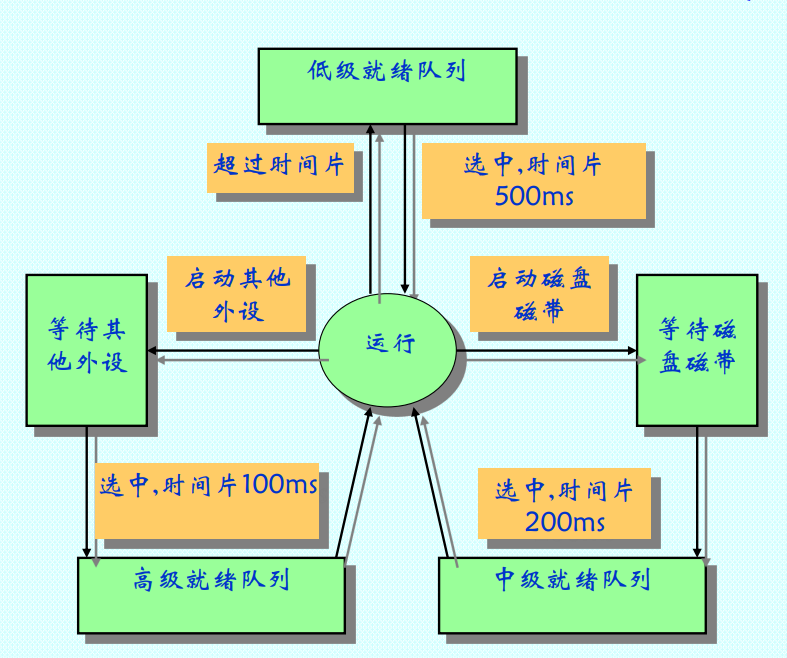 低级就绪队列
超过时间片
选中,时间片
500ms
启动其他
外设
启动磁盘
磁带
等待其
他外设
运行
等待磁
盘磁带
选中,时间片100ms
选中,时间片
200ms
高级就绪队列
中级就绪队列